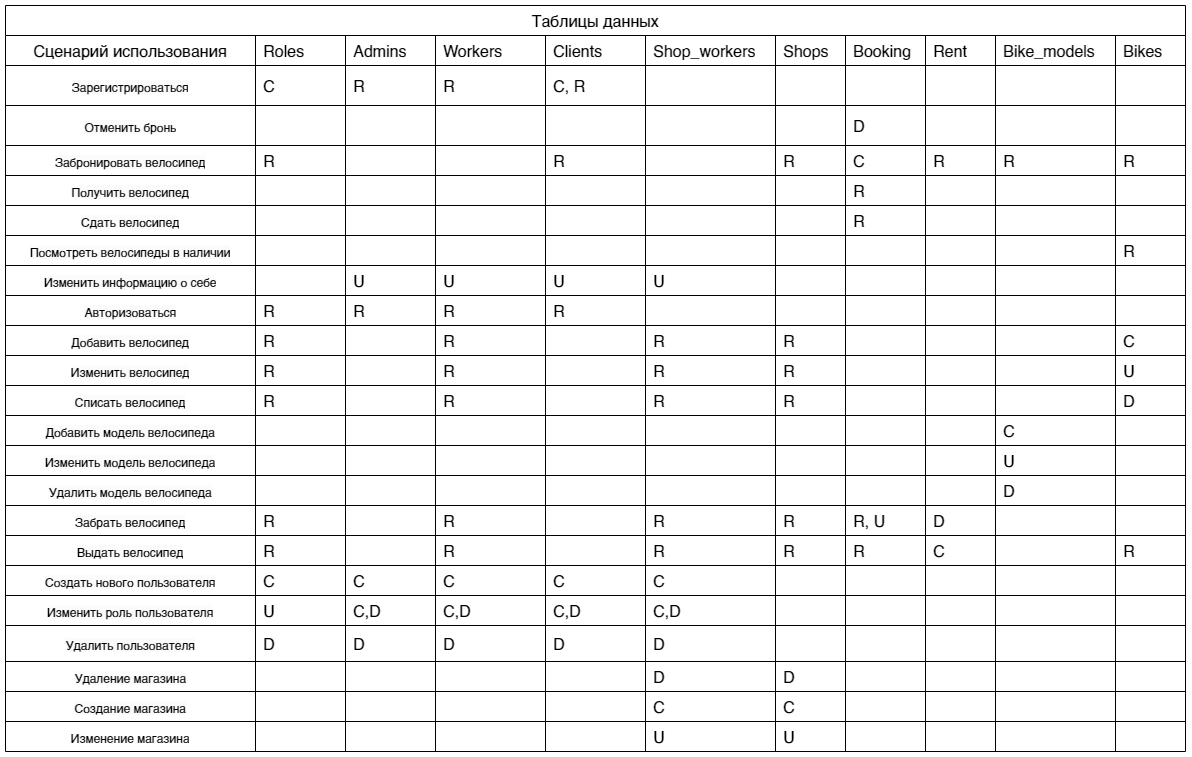 Таблицы данных
Сценарий использования Roles Admins Workers Clients Shop_workers Shops Booking Rent Bike_models Bikes
Зарегистрироваться C R R C, R
Отменить бронь D
Забронировать велосипед R R R C R R R
Получить велосипед R
Сдать велосипед R
Посмотреть велосипеды в наличии R
Изменить информацию о себе U U U U
Авторизоваться R R R R
Добавить велосипед R R R R C
Изменить велосипед R R R R U
Списать велосипед R R R R D
Добавить модель велосипеда C
Изменить модель велосипеда U
Удалить модель велосипеда D
Забрать велосипед R R R R R, U D
Выдать велосипед R R R R R C R
Создать нового пользователя C C C C C
Изменить роль пользователя U C,D C,D C,D C,D
Удалить пользователя D D D D D
Удаление магазина D D
Создание магазина C C
Изменение магазина U U